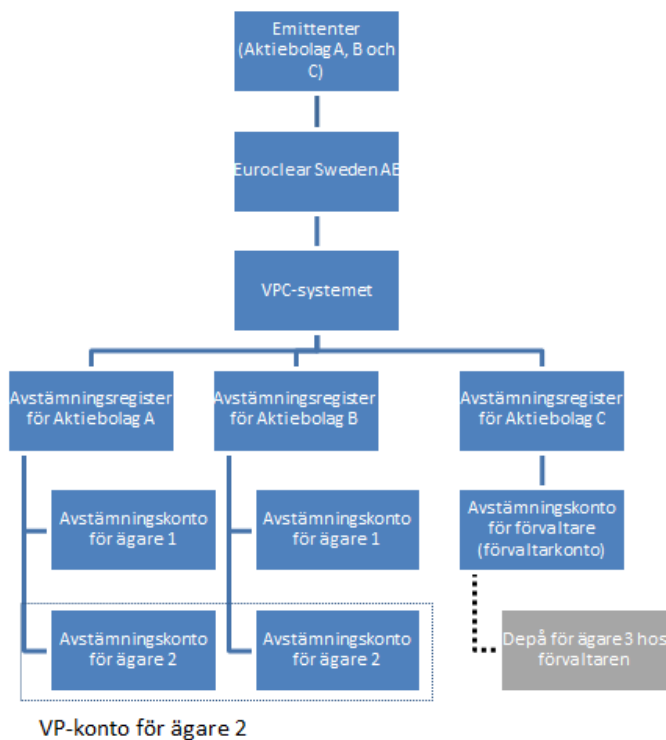 Emittenter
(Aktiebolag A, B och
C)
Euroclear Sweden AB
VPC-systemet
Avstämningsregister
för Aktiebolag A
Avstämningsregister
för Aktiebolag B
Avstämningsregister
för Aktiebolag C
Avstämningskonto
för ägare 1
Avstämningskonto
för ägare 1
Avstämningskonto
för förvaltare
(förvaltarkonto)
Avstämningskonto
för ägare 2
Avstämningskonto
för ägare 2
Depå för ägare 3 hos
förvaltaren
VP-konto för ägare 2